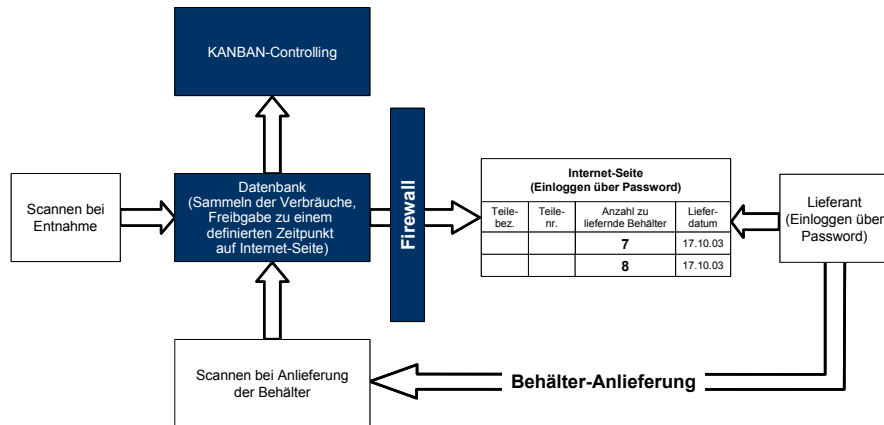 KANBAN-Controlling
Scannen bei
Entnahme
Datenbank
(Sammeln der Verbräuche,
Freibgabe zu einem
definierten Zeitpunkt
auf Internet-Seite)
Firewall
Internet-Seite
(Einloggen über Password)
Teile-
bez.
Teile-
nr.
Anzahl zu
liefernde Behälter
Liefer-
datum
7
17.10.03
8
17.10.03
Lieferant
(Einloggen über
Password)
Scannen bei Anlieferung
der Behälter
Behälter-Anlieferung